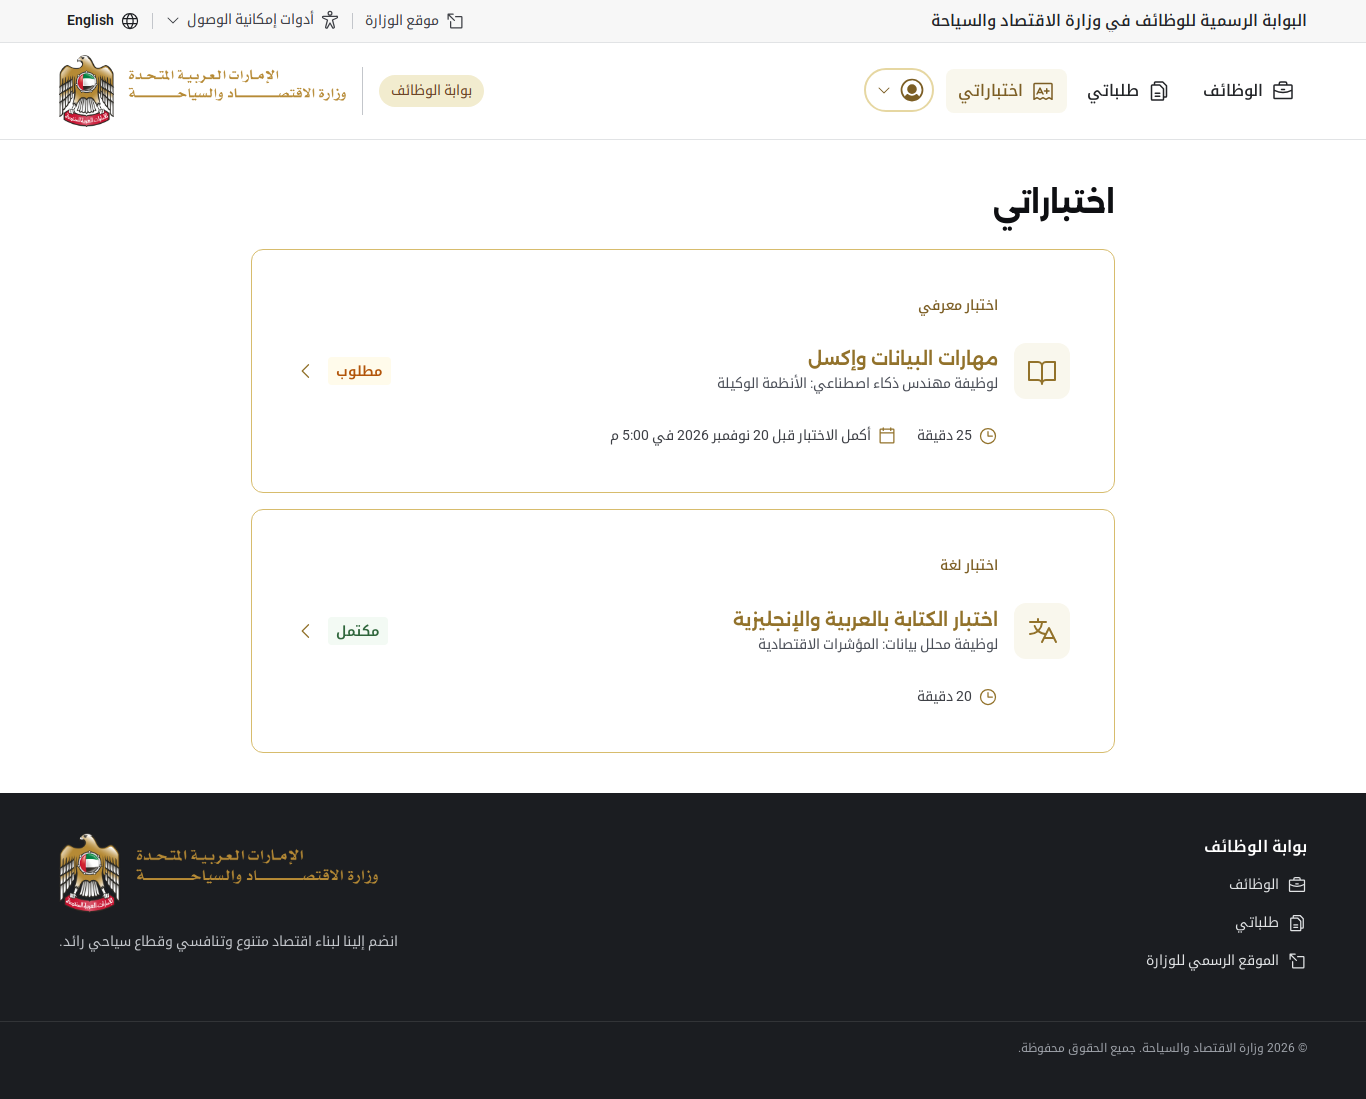 البوابة الرسمية للوظائف في وزارة الاقتصاد والسياحة
موقع الوزارة
أدوات إمكانية الوصول
English
الوظائف
طلباتي
اختباراتي
بوابة الوظائف
الإمارات العربية المتحدة
وزارة الاقتصاد والسياحة
اختباراتي
اختبار معرفي
مهارات البيانات وإكسل
لوظيفة مهندس ذكاء اصطناعي: الأنظمة الوكيلة
25 دقيقة
أكمل الاختبار قبل 20 نوفمبر 2026 في 5:00 م
مطلوب
اختبار لغة
اختبار الكتابة بالعربية والإنجليزية
لوظيفة محلل بيانات: المؤشرات الاقتصادية
20 دقيقة
مكتمل
بوابة الوظائف
الوظائف
طلباتي
الموقع الرسمي للوزارة
الإمارات العربية المتحدة
وزارة الاقتصاد والسياحة
انضم إلينا لبناء اقتصاد متنوع وتنافسي وقطاع سياحي رائد.
© 2026 وزارة الاقتصاد والسياحة. جميع الحقوق محفوظة.